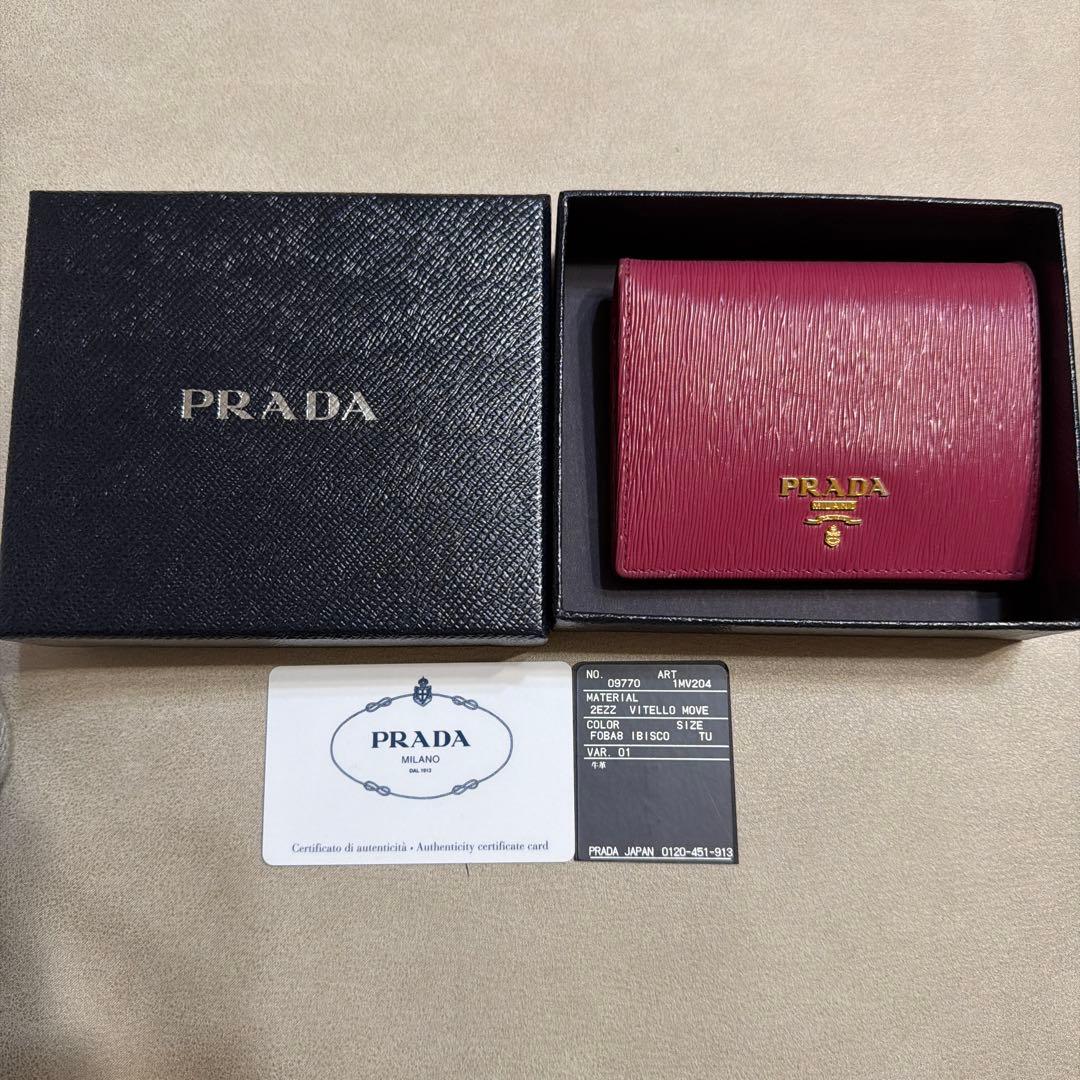 PRADA
PRADA
MILANO
PRADA
MILANO
DAL 1913
Certificato di autenticità • Authenticity certificate card
NO. ART
09770 1MV204
MATERIAL
2EZZ VITELLO MOVE
COLOR SIZE
F0BA8 IBISCO TU
VAR. 01
牛革
PRADA JAPAN 0120-451-913